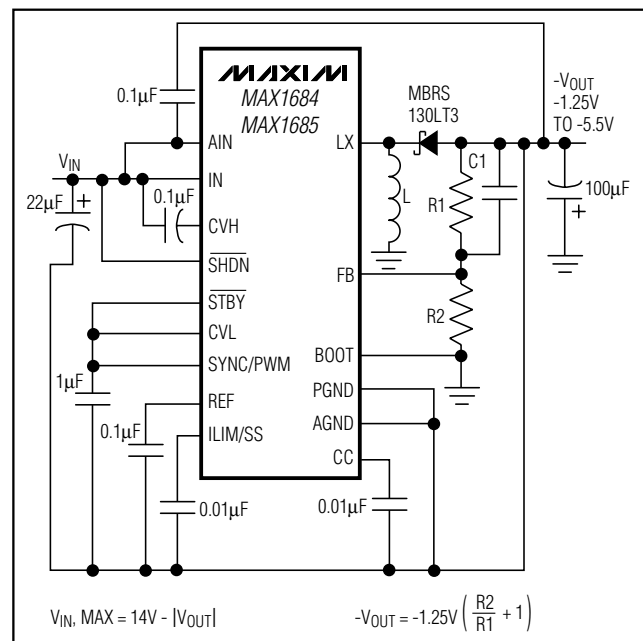 MAXIM
MAX1684
MAX1685
0.1µF
MBRS
130LT3
-VOUT
-1.25V
TO -5.5V
AIN
LX
VIN
IN
C1
22µF
+
0.1µF
CVH
L
R1
100µF
+
SHDN
FB
STBY
R2
CVL
SYNC/PWM
BOOT
1µF
PGND
REF
AGND
0.1µF
ILIM/SS
CC
0.01µF
0.01µF
VIN, MAX = 14V - |VOUT|
-VOUT = -1.25V ( R2/R1 + 1 )